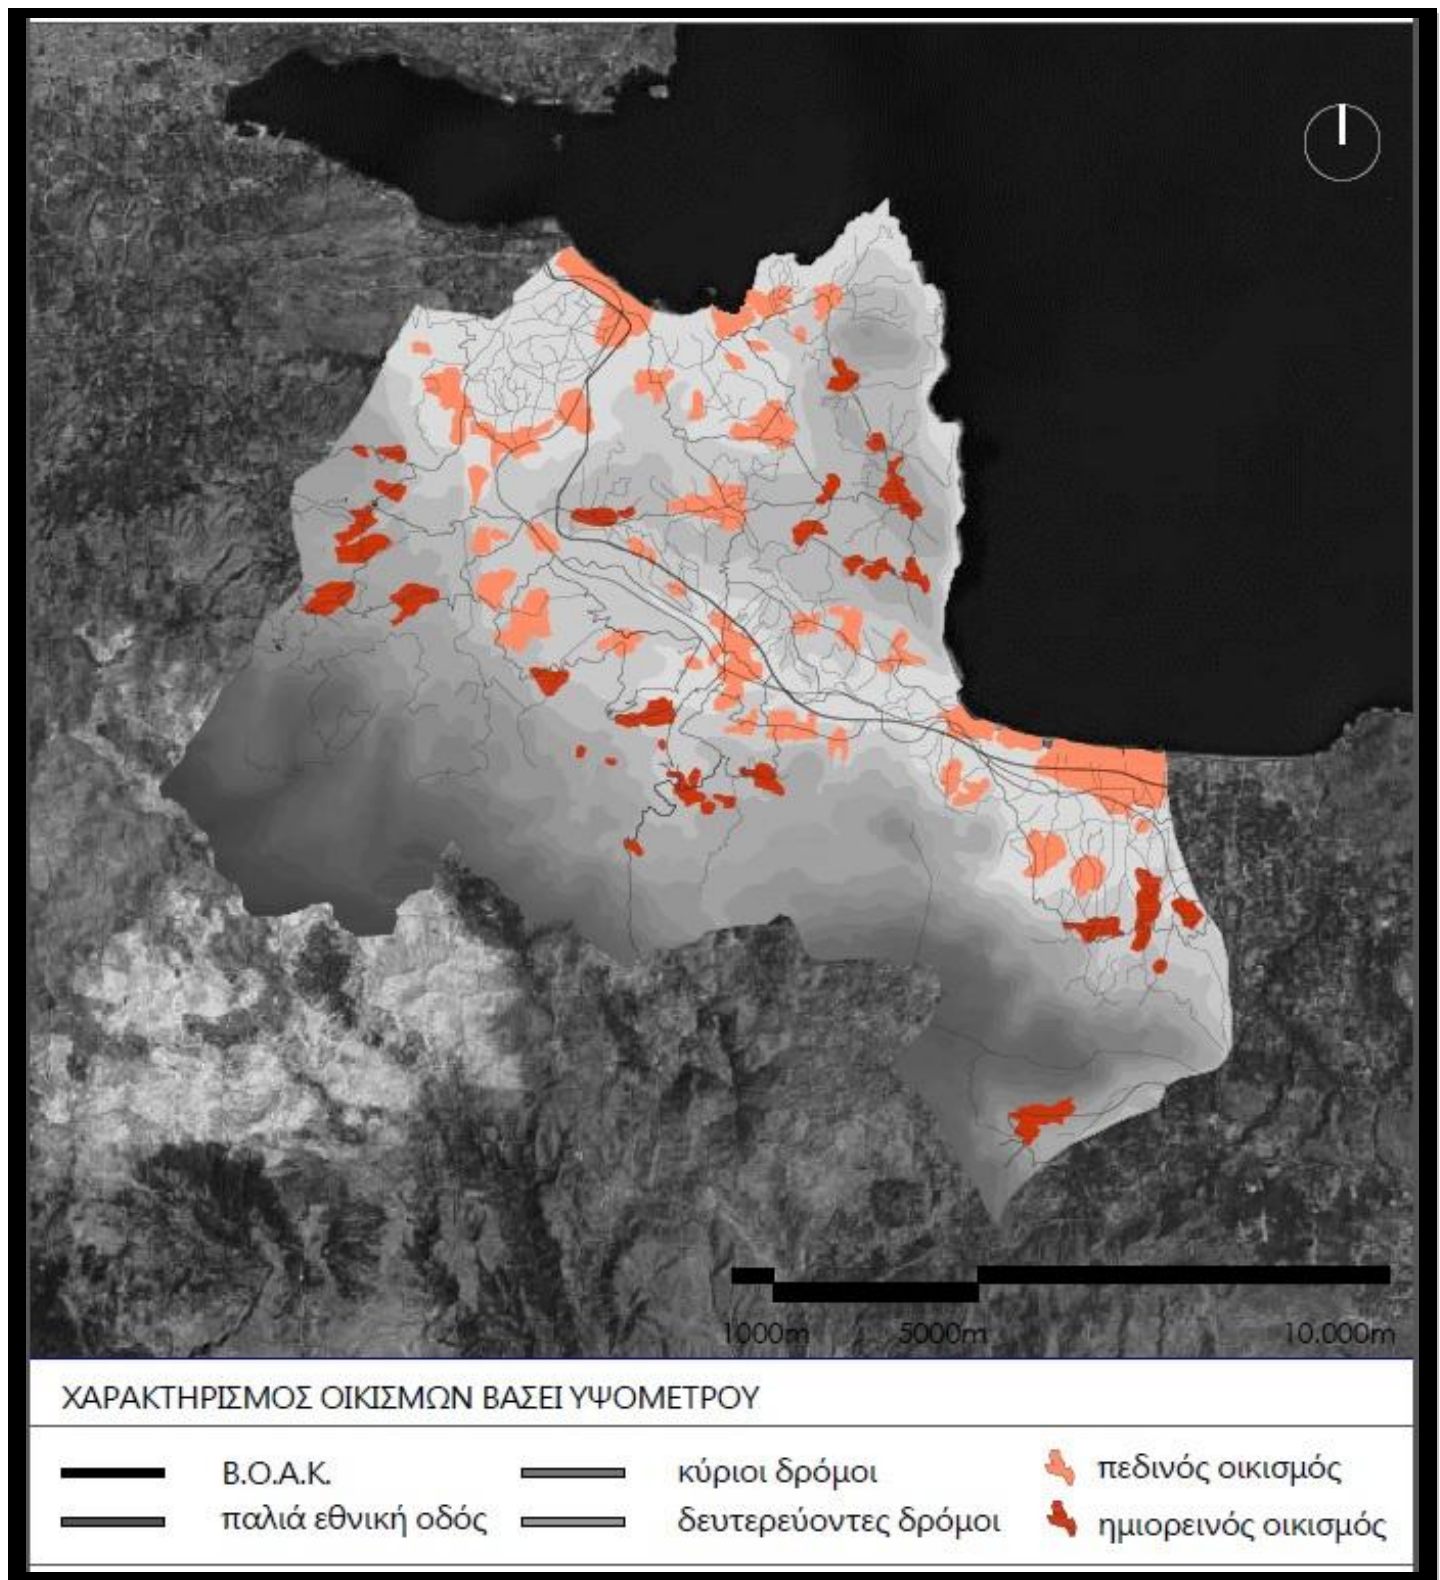 1000m 5000m 10.000m
ΧΑΡΑΚΤΗΡΙΣΜΟΣ ΟΙΚΙΣΜΩΝ ΒΑΣΕΙ ΥΨΟΜΕΤΡΟΥ
Β.Ο.Α.Κ. κύριοι δρόμοι πεδινός οικισμός
παλιά εθνική οδός δευτερεύοντες δρόμοι ημιορεινός οικισμός